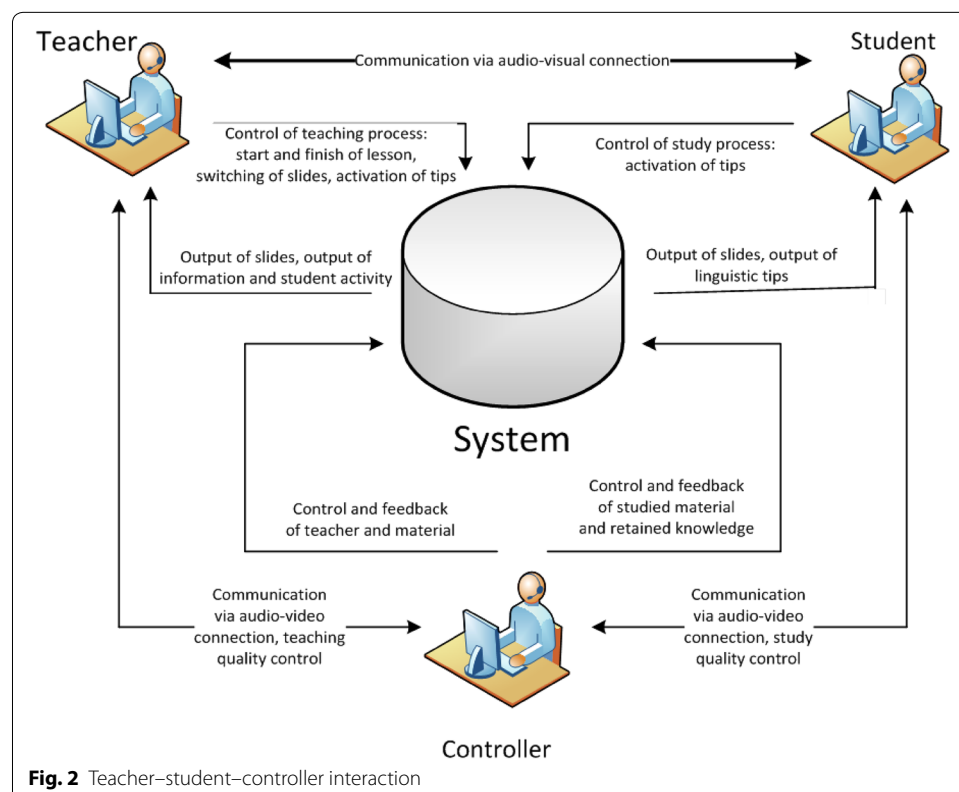 Teacher
Student
Communication via audio-visual connection
Control of teaching process:
start and finish of lesson,
switching of slides, activation of tips
Control of study process:
activation of tips
Output of slides, output of
information and student activity
Output of slides, output of
linguistic tips
System
Control and feedback
of teacher and material
Control and feedback
of studied material
and retained knowledge
Communication
via audio-video
connection, teaching
quality control
Communication
via audio-video
connection, study
quality control
Controller
Fig. 2 Teacher–student–controller interaction